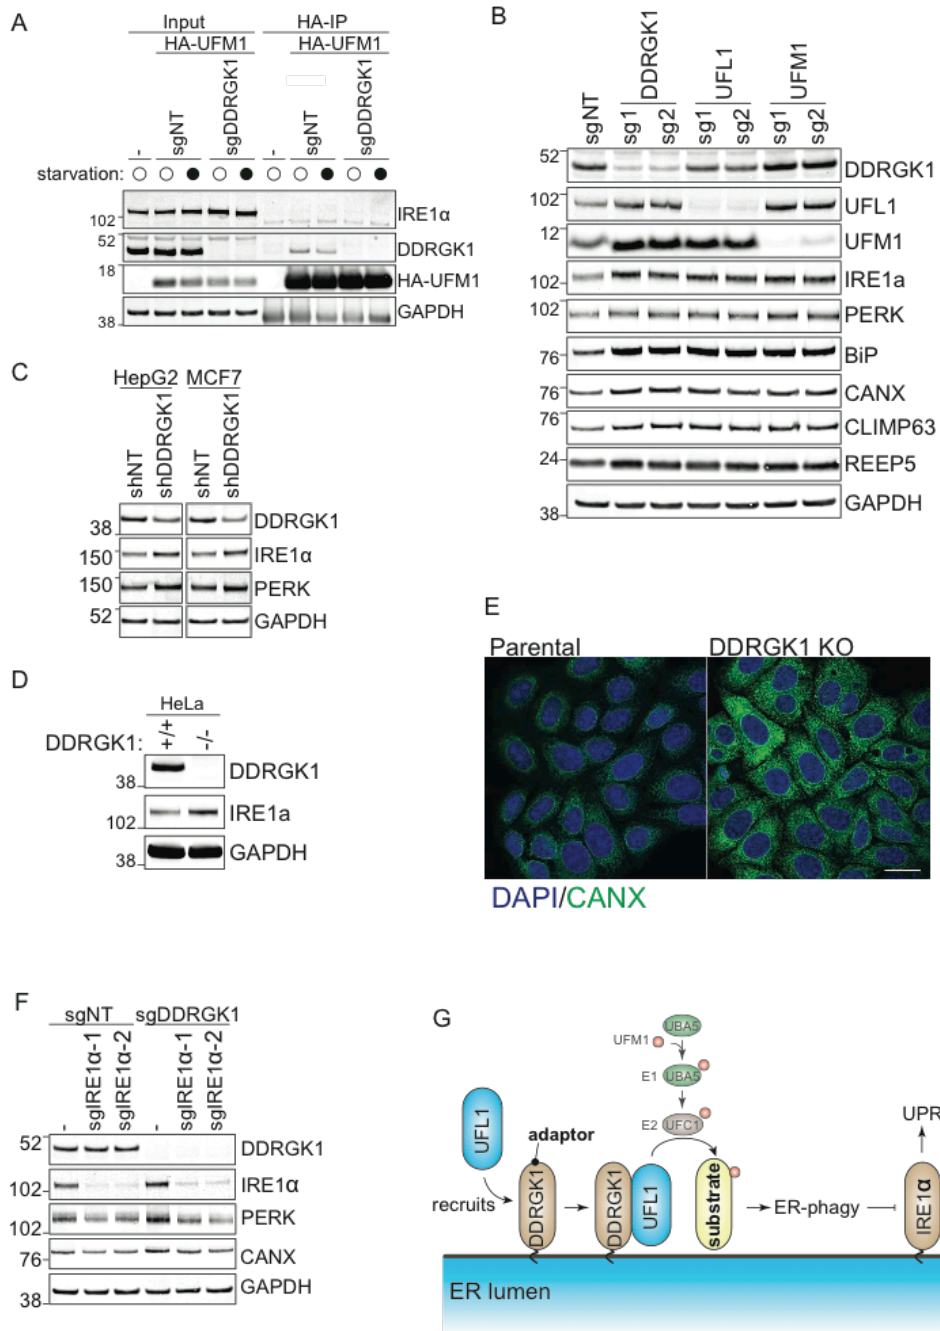 A
Input HA-IP
HA-UFM1 HA-UFM1
sgNT sgDDRGK1 sgNT sgDDRGK1
- -
starvation:
102 IRE1α
52 DDRGK1
18 HA-UFM1
38 GAPDH
B
DDRGK1 UFL1 UFM1
sgNT sg1 sg2 sg1 sg2 sg1 sg2
52 DDRGK1
102 UFL1
12 UFM1
102 IRE1a
102 PERK
76 BiP
76 CANX
76 CLIMP63
24 REEP5
38 GAPDH
C
HepG2 MCF7
shNT shDDRGK1 shNT shDDRGK1
38 DDRGK1
150 IRE1α
150 PERK
52 GAPDH
D
HeLa
DDRGK1: +/+ -/-
38 DDRGK1
102 IRE1a
38 GAPDH
E
Parental DDRGK1 KO
DAPI/CANX
F
sgNT sgDDRGK1
- sgIRE1α-1 sgIRE1α-2 - sgIRE1α-1 sgIRE1α-2
52 DDRGK1
102 IRE1α
102 PERK
76 CANX
38 GAPDH
G
UBA5
UFM1
E1 UBA5
E2 UFC1
UPR
UFL1
adaptor
recruits
DDRGK1
DDRGK1 UFL1
substrate
ER-phagy
IRE1α
ER lumen